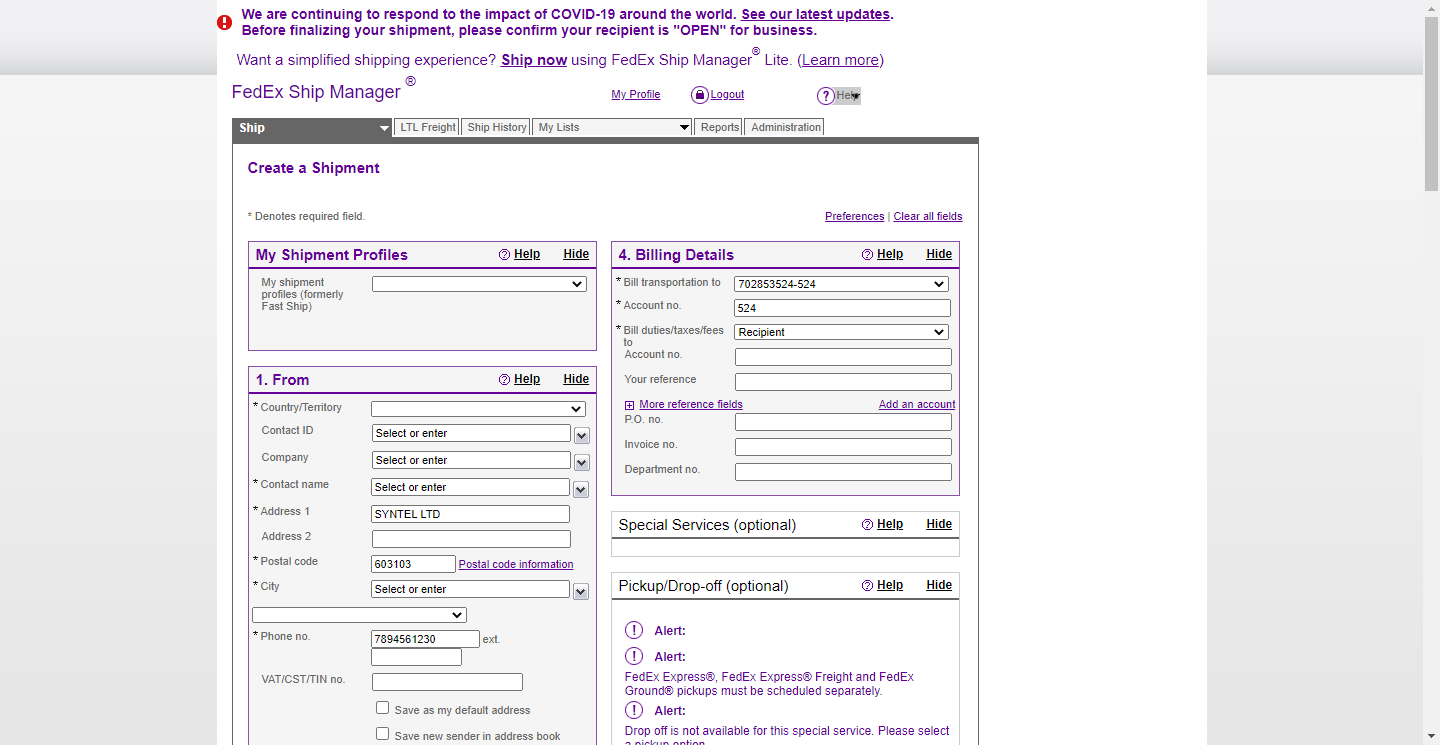 We are continuing to respond to the impact of COVID-19 around the world. See our latest updates.
Before finalizing your shipment, please confirm your recipient is "OPEN" for business.
Want a simplified shipping experience? Ship now using FedEx Ship Manager® Lite. (Learn more)
FedEx Ship Manager ®
My Profile
Logout
Help
Ship
LTL Freight
Ship History
My Lists
Reports
Administration
Create a Shipment
* Denotes required field.
Preferences | Clear all fields
My Shipment Profiles
Help
Hide
My shipment
profiles (formerly
Fast Ship)
1. From
Help
Hide
* Country/Territory
Contact ID
Select or enter
Company
Select or enter
* Contact name
Select or enter
* Address 1
SYNTEL LTD
Address 2
* Postal code
603103
Postal code information
* City
Select or enter
* Phone no.
7894561230
ext.
VAT/CST/TIN no.
Save as my default address
Save new sender in address book
4. Billing Details
Help
Hide
* Bill transportation to
702853524-524
* Account no.
524
* Bill duties/taxes/fees
to
Recipient
Account no.
Your reference
More reference fields
Add an account
P.O. no.
Invoice no.
Department no.
Special Services (optional)
Help
Hide
Pickup/Drop-off (optional)
Help
Hide
Alert:
Alert:
FedEx Express®, FedEx Express® Freight and FedEx
Ground® pickups must be scheduled separately.
Alert:
Drop off is not available for this special service. Please select
a pickup option